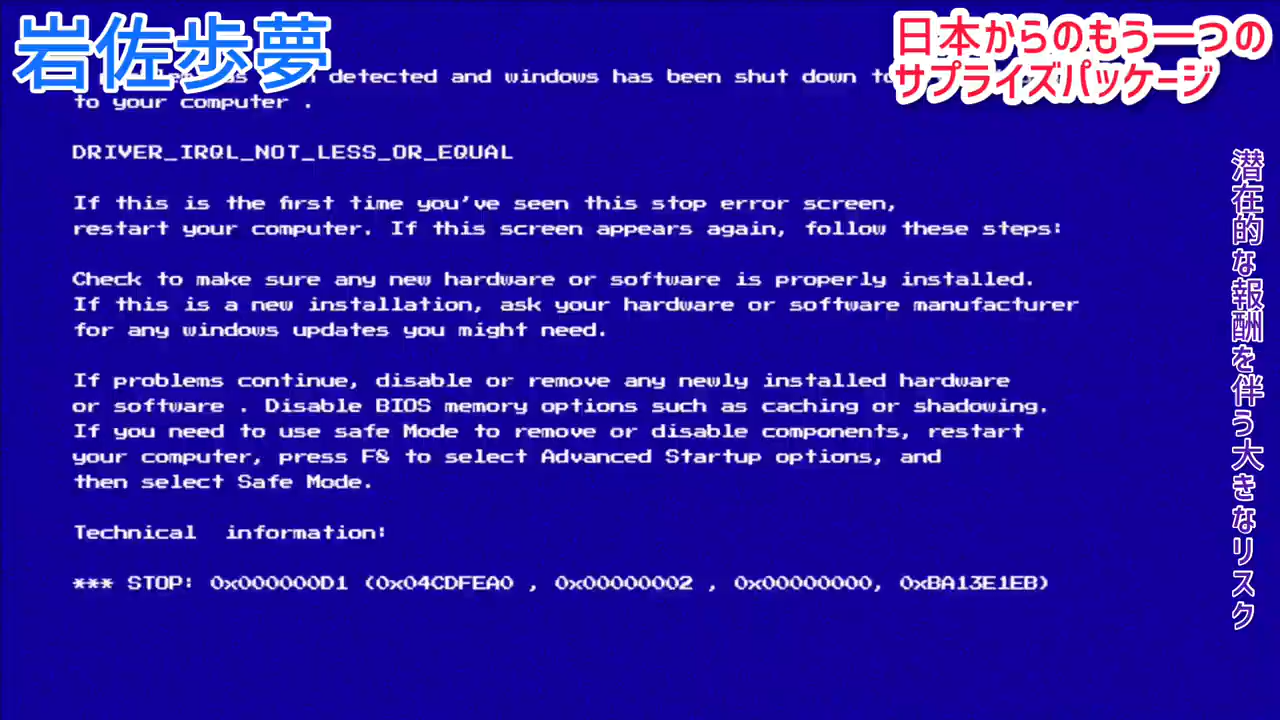 岩佐歩夢
日本からのもう一つの
サプライズパッケージ
潜在的な報酬を伴う大きなリスク
detected and windows has been shut down
to your computer .
DRIVER_IRQL_NOT_LESS_OR_EQUAL
If this is the first time you've seen this stop error screen,
restart your computer. If this screen appears again, follow these steps:
Check to make sure any new hardware or software is properly installed.
If this is a new installation, ask your hardware or software manufacturer
for any windows updates you might need.
If problems continue, disable or remove any newly installed hardware
or software . Disable BIOS memory options such as caching or shadowing.
If you need to use safe Mode to remove or disable components, restart
your computer, press F8 to select Advanced Startup options, and
then select Safe Mode.
Technical information:
*** STOP: 0x000000D1 (0x04CDFEA0 , 0x00000002 , 0x00000000, 0xBA13E1EB)